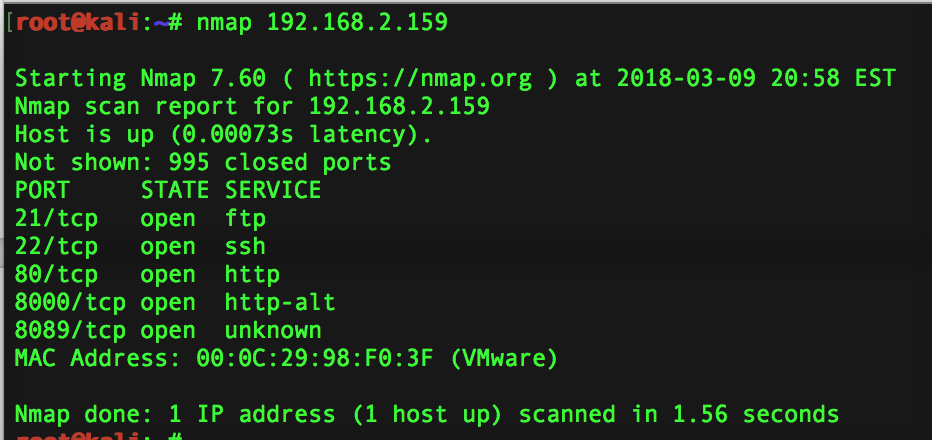 [root@kali:~# nmap 192.168.2.159
Starting Nmap 7.60 ( https://nmap.org ) at 2018-03-09 20:58 EST
Nmap scan report for 192.168.2.159
Host is up (0.00073s latency).
Not shown: 995 closed ports
PORT     STATE SERVICE
21/tcp   open  ftp
22/tcp   open  ssh
80/tcp   open  http
8000/tcp open  http-alt
8089/tcp open  unknown
MAC Address: 00:0C:29:98:F0:3F (VMware)
Nmap done: 1 IP address (1 host up) scanned in 1.56 seconds
root@kali:~#